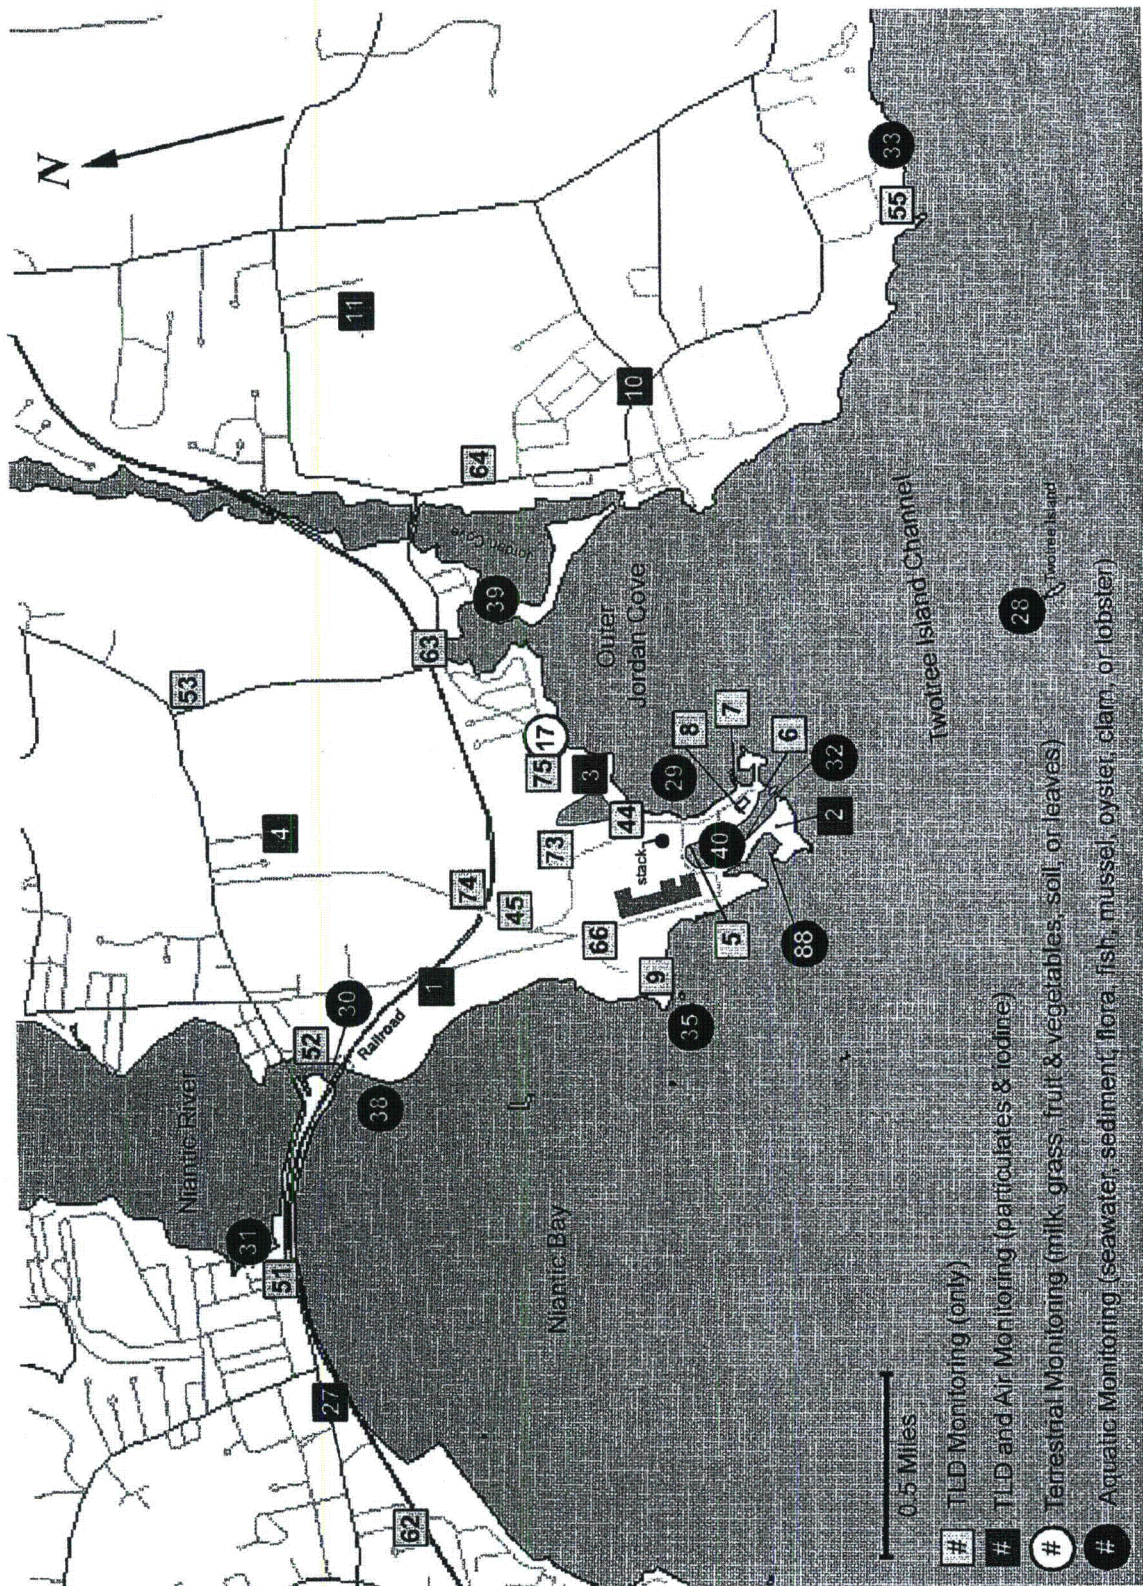 N
11
33
55
10
64
Jordan Cove
39
63
53
Outer
Jordan Cove
Twotree Island Channel
28
Twotree Island
17
75
3
29
8
7
6
32
2
4
44
73
stack
40
74
45
66
5
88
9
35
1
30
Railroad
52
38
Niantic River
31
51
Niantic Bay
27
62
0.5 Miles
# TLD Monitoring (only)
# TLD and Air Monitoring (particulates & iodine)
# Terrestrial Monitoring (milk, grass, fruit & vegetables, soil, or leaves)
# Aquatic Monitoring (seawater, sediment, flora, fish, mussel, oyster, clam, or lobster)